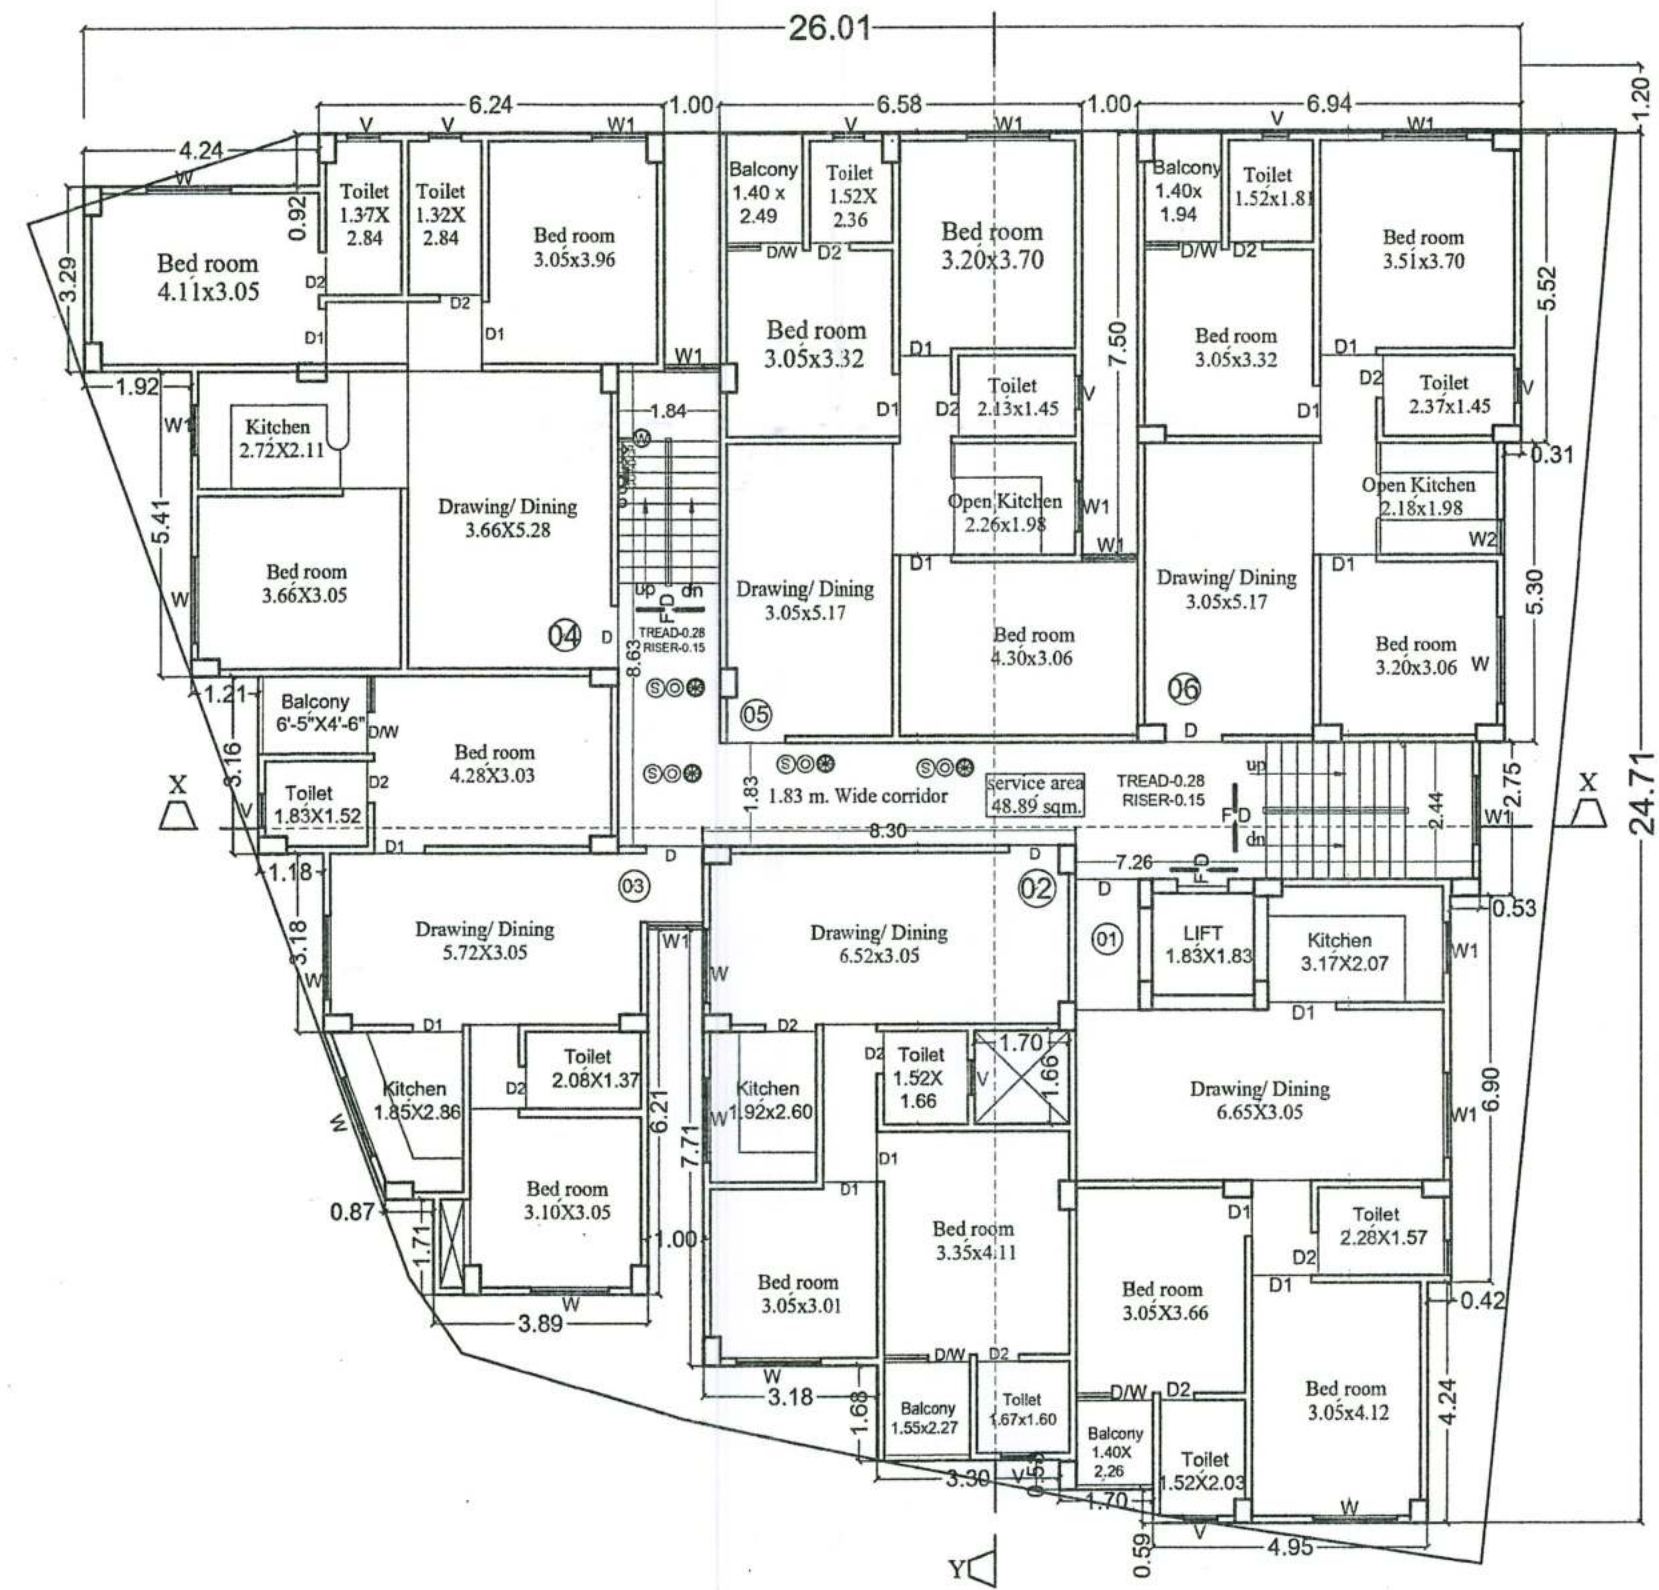 26.01
6.24
1.00
6.58
1.00
6.94
1.20
V
V
W1
V
W1
V
W1
4.24
W
0.92
3.29
Toilet
1.37X
2.84
Toilet
1.32X
2.84
Bed room
3.05x3.96
Balcony
1.40 x
2.49
Toilet
1.52X
2.36
Bed room
3.20x3.70
Balcony
1.40x
1.94
Toilet
1.52x1.81
Bed room
3.51x3.70
Bed room
4.11x3.05
D2
D2
D1
D1
D/W
D2
D/W
D2
5.52
Bed room
3.05x3.32
7.50
Bed room
3.05x3.32
W1
D1
D1
1.92
Toilet
2.13x1.45
D2
V
D1
D2
Toilet
2.37x1.45
V
D1
1.84
W1
Kitchen
2.72X2.11
W
0.31
5.41
Drawing/ Dining
3.66X5.28
Open Kitchen
2.26x1.98
W1
W1
Open Kitchen
2.18x1.98
W2
Bed room
3.66X3.05
W
up
dn
FD
TREAD-0.28
RISER-0.15
8.63
04
D
Drawing/ Dining
3.05x5.17
D1
Bed room
4.30x3.06
Drawing/ Dining
3.05x5.17
D1
Bed room
3.20x3.06
W
5.30
S
05
06
D
1.21
Balcony
6'-5"X4'-6"
D/W
3.16
Bed room
4.28X3.03
D2
Toilet
1.83X1.52
V
D1
X
S
S
S
1.83
1.83 m. Wide corridor
service area
48.89 sqm.
TREAD-0.28
RISER-0.15
up
dn
FD
2.44
2.75
W1
X
24.71
8.30
7.26
FD
D
D
D
1.18
03
02
01
0.53
3.18
W
Drawing/ Dining
5.72X3.05
W1
W
Drawing/ Dining
6.52x3.05
LIFT
1.83X1.83
Kitchen
3.17X2.07
W1
D1
D2
D1
Toilet
2.08X1.37
D2
Kitchen
1.85X2.86
W
6.21
7.71
Kitchen
1.92x2.60
W
D2
Toilet
1.52X
1.66
V
1.70
1.66
Drawing/ Dining
6.65X3.05
W1
6.90
D1
D1
0.87
1.71
Bed room
3.10X3.05
1.00
Bed room
3.35x4.11
D1
Toilet
2.28X1.57
D2
D1
Bed room
3.05x3.01
Bed room
3.05X3.66
0.42
W
3.89
D/W
D2
W
3.18
1.68
D/W
D2
Bed room
3.05x4.12
4.24
Balcony
1.55x2.27
Toilet
1.67x1.60
Balcony
1.40X
2.26
Toilet
1.52X2.03
3.30
V
1.70
W
V
0.59
4.95
Y